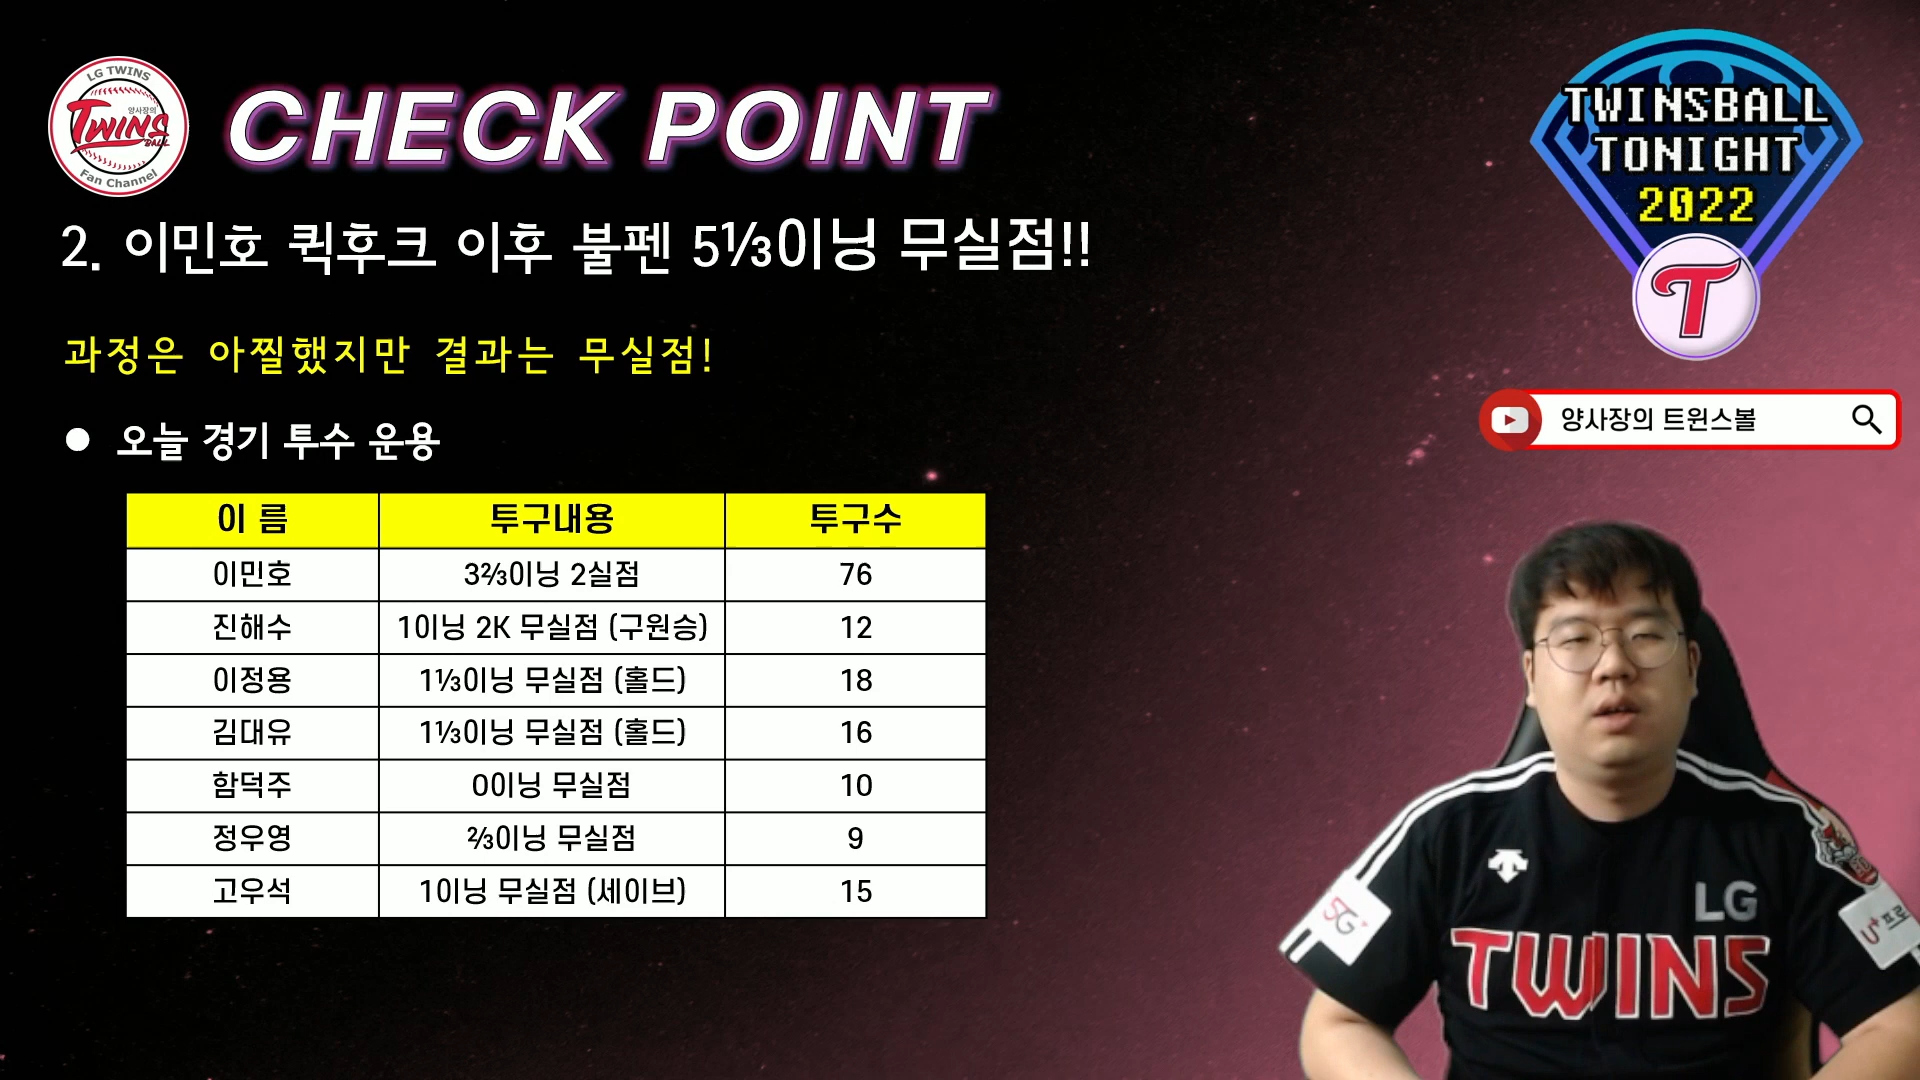 LG TWINS
양사장의
TWINS
BALL
Fan Channel
CHECK POINT
TWINSBALL
TONIGHT
2022
T
2. 이민호 퀵후크 이후 불펜 5⅓이닝 무실점!!
과정은 아찔했지만 결과는 무실점!
양사장의 트윈스볼
● 오늘 경기 투수 운용
이 름 투구내용 투구수
이민호 3⅔이닝 2실점 76
진해수 1이닝 2K 무실점 (구원승) 12
이정용 1⅓이닝 무실점 (홀드) 18
김대유 1⅓이닝 무실점 (홀드) 16
함덕주 0이닝 무실점 10
정우영 ⅔이닝 무실점 9
고우석 1이닝 무실점 (세이브) 15
5G
LG
TWINS
U+프로